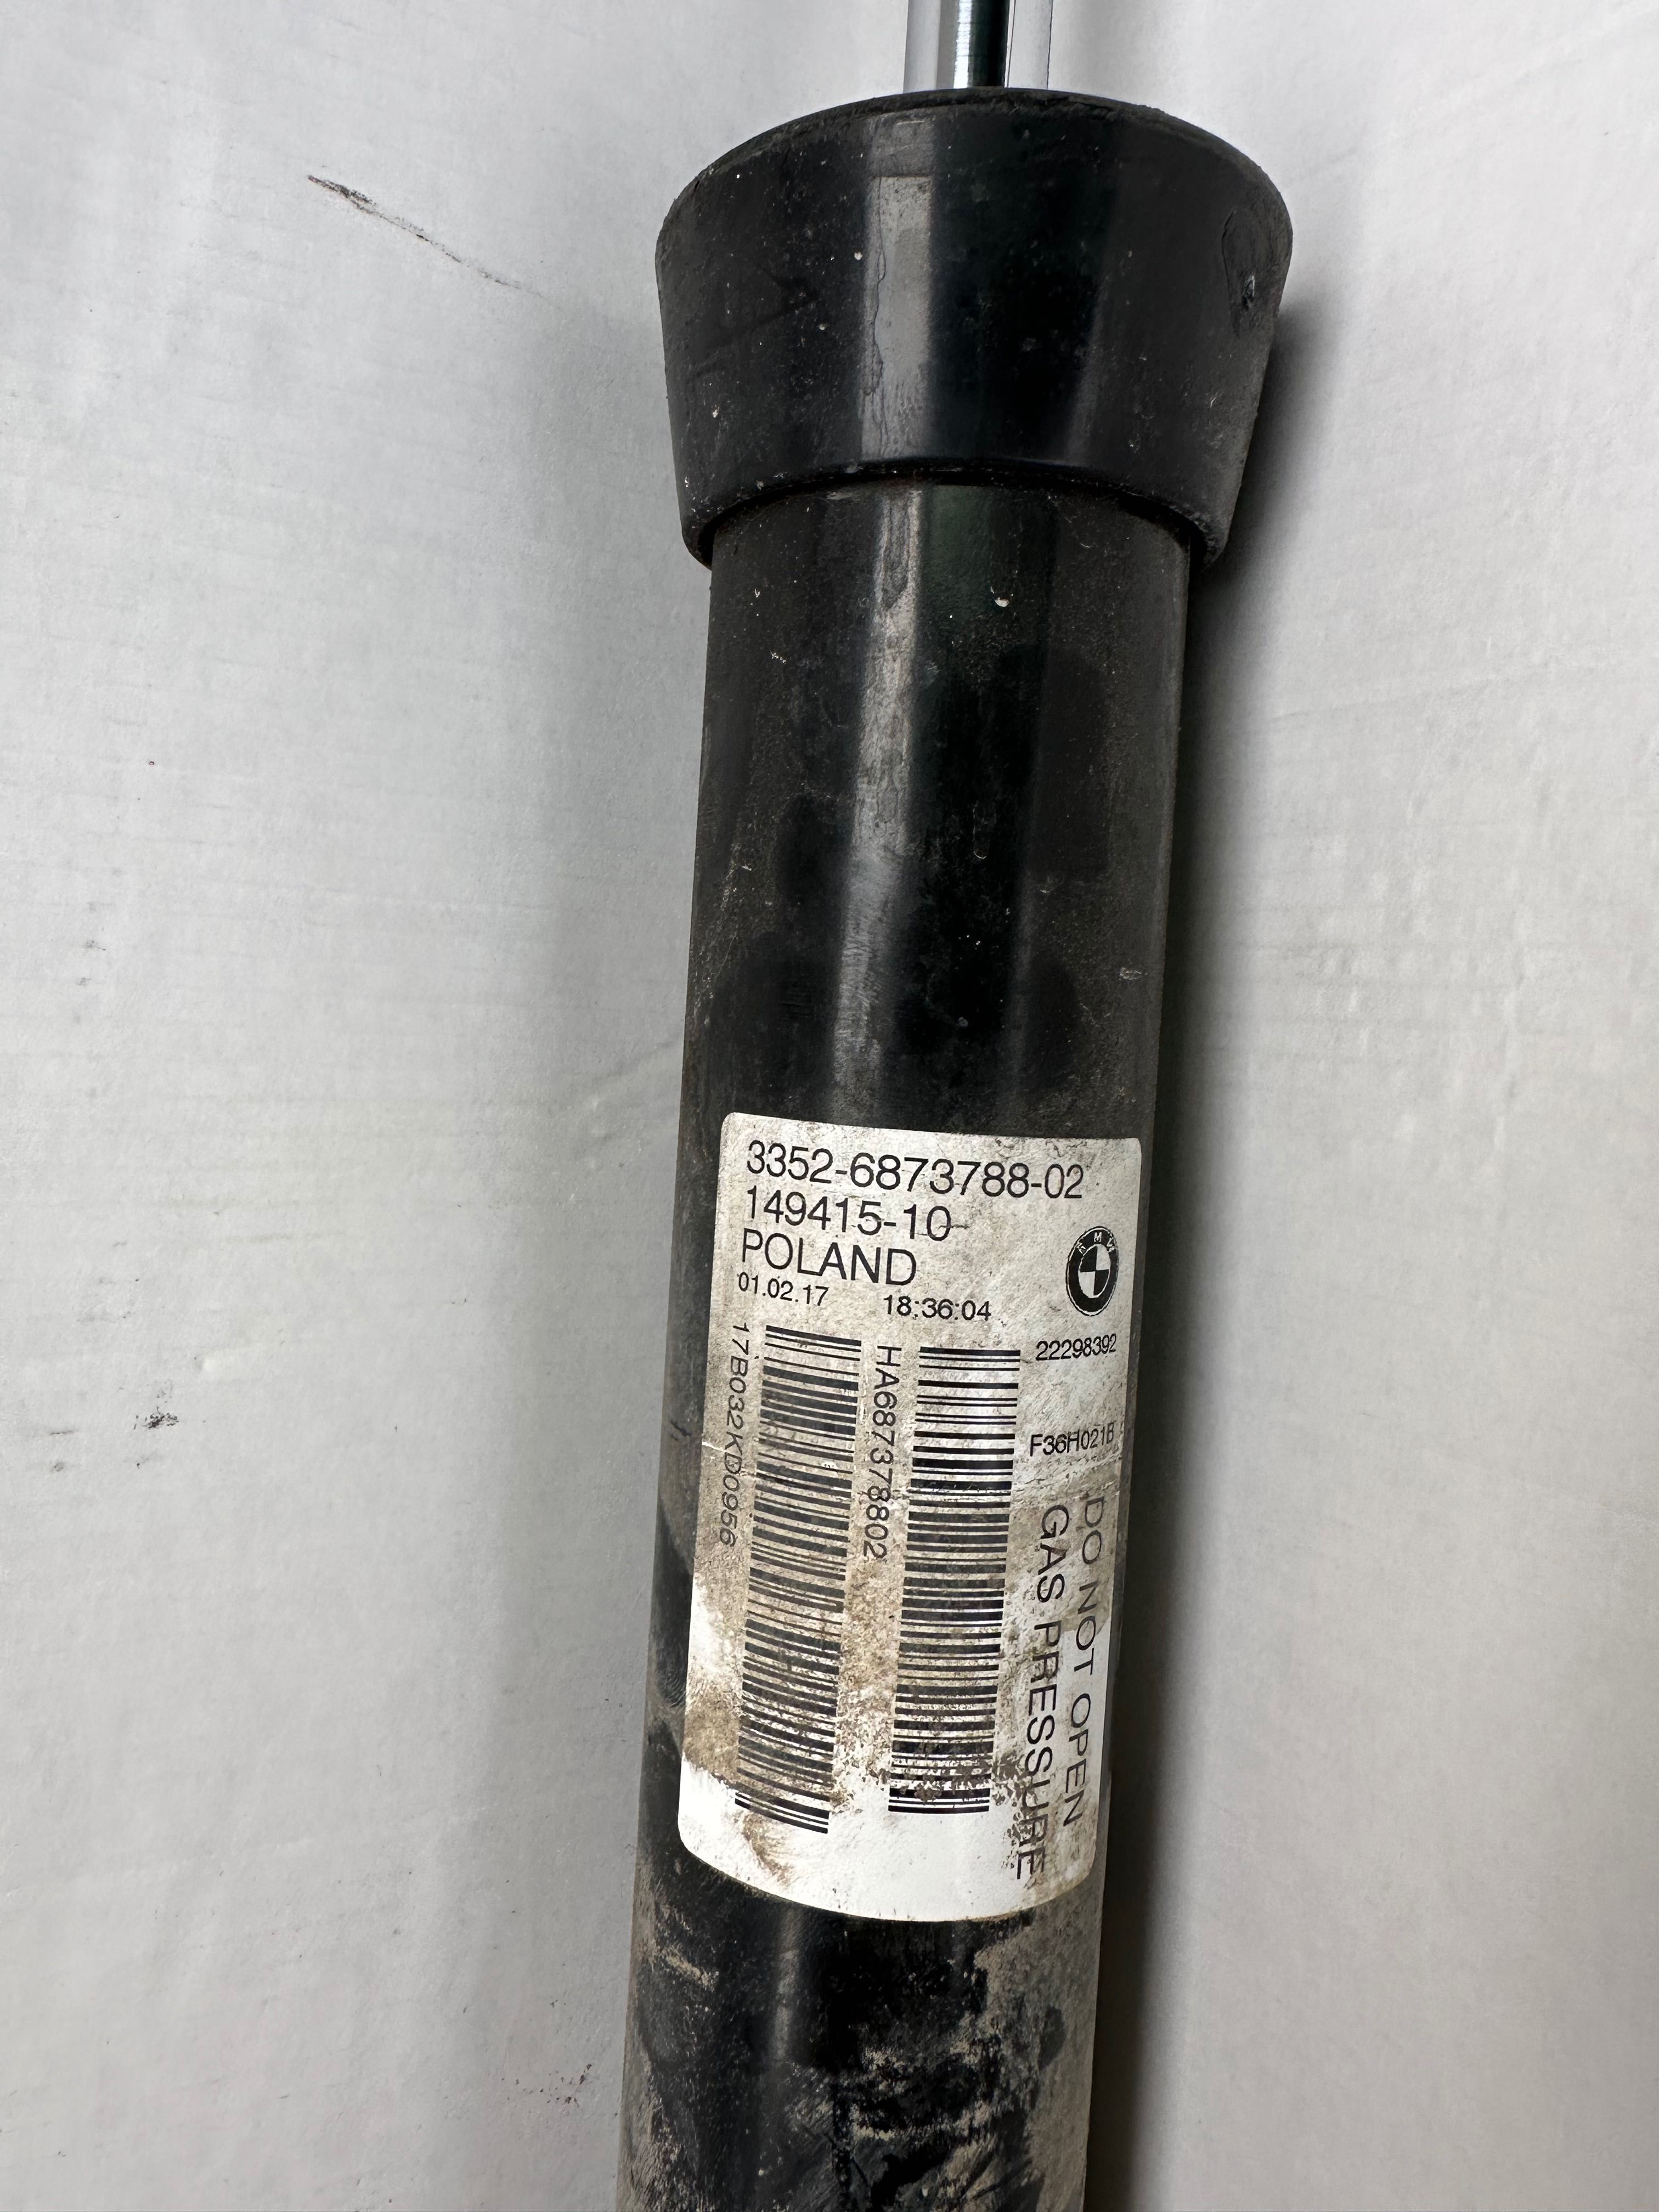 3352-6873788-02
149415-10
POLAND
01.02.17 18:36:04
BMW
22298392
F36H021B
17B032KD0956
HA687378802
DO NOT OPEN
GAS PRESSURE